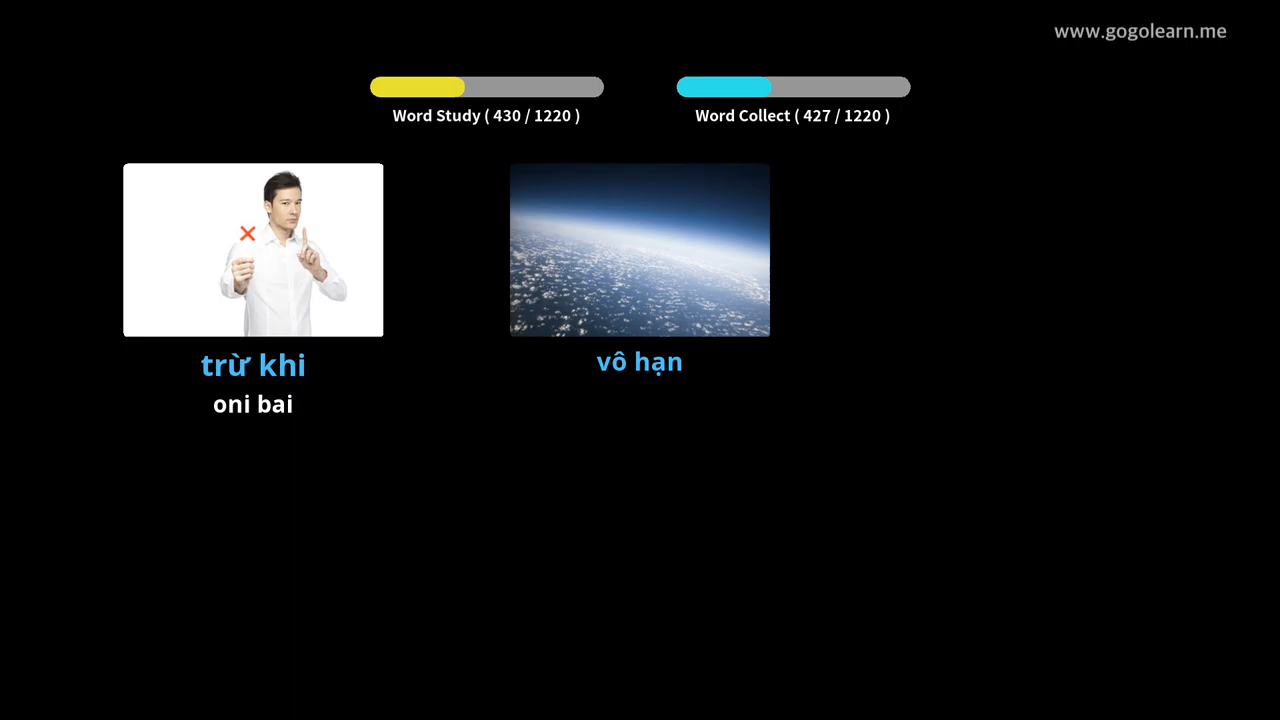 www.gogolearn.me
Word Study ( 430 / 1220 )
Word Collect ( 427 / 1220 )
trừ khi
oni bai
vô hạn